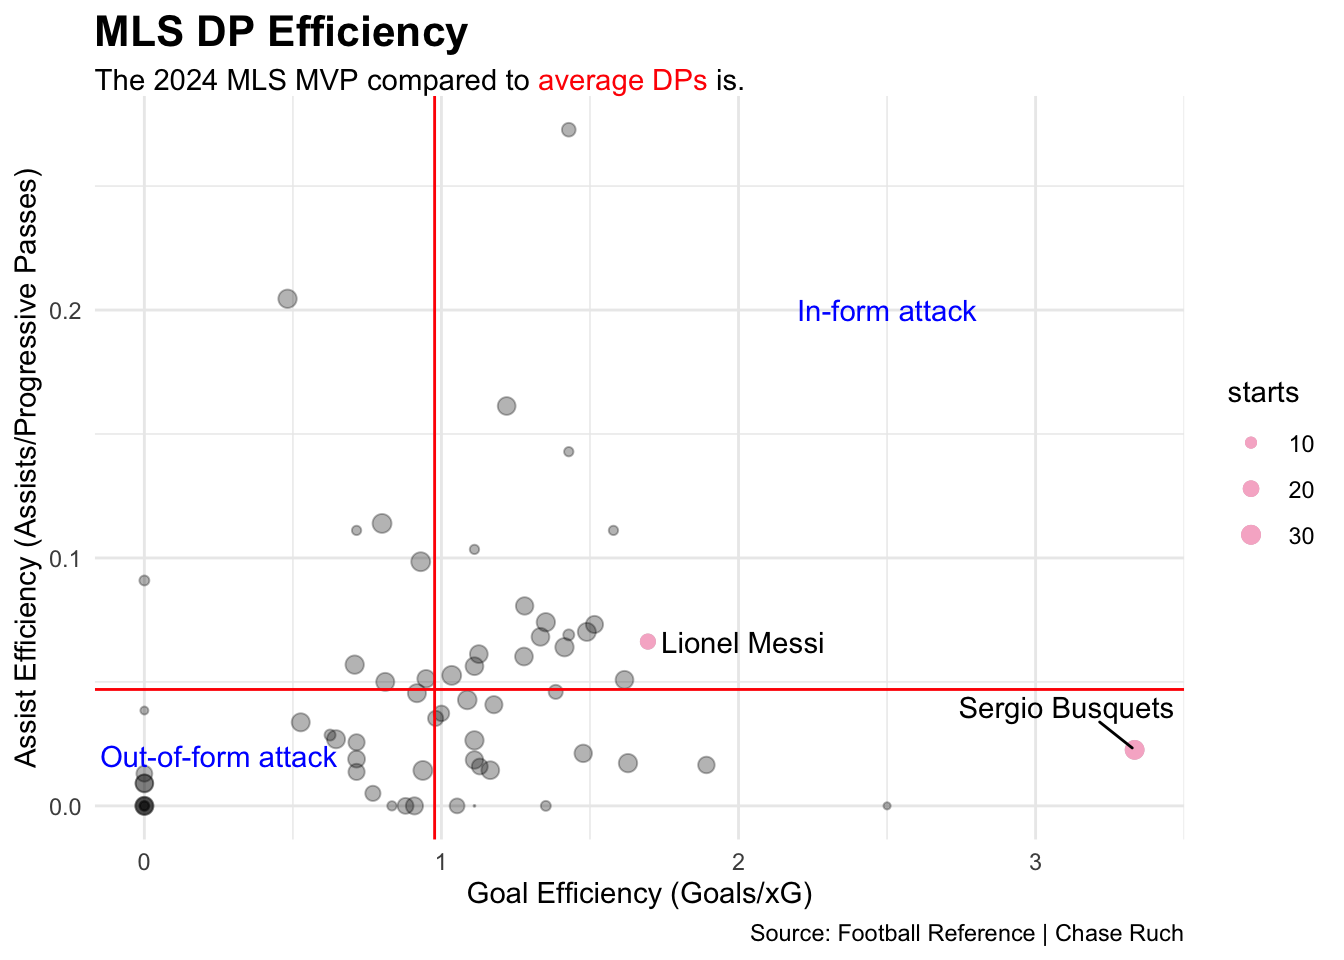 MLS DP Efficiency
The 2024 MLS MVP compared to average DPs is.
Assist Efficiency (Assists/Progressive Passes)
0.2
0.1
0.0
In-form attack
Lionel Messi
Sergio Busquets
Out-of-form attack
0 1 2 3
Goal Efficiency (Goals/xG)
starts
10
20
30
Source: Football Reference | Chase Ruch